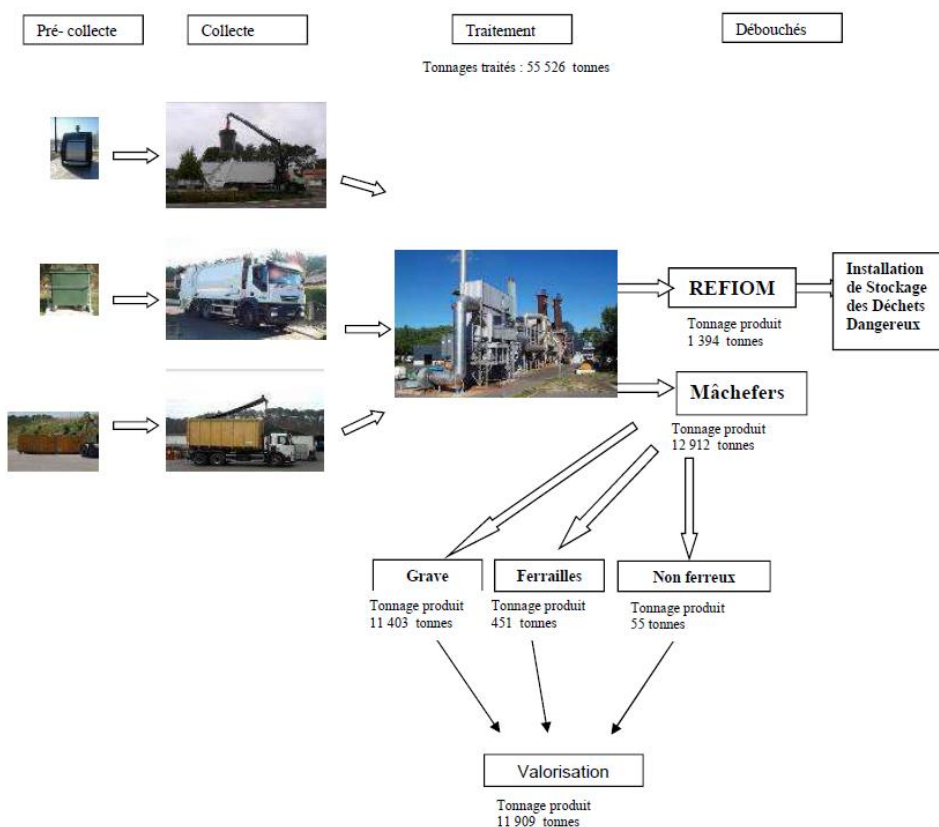 Pré- collecte
Collecte
Traitement
Débouchés
Tonnages traités : 55 526 tonnes
REFIOM
Tonnage produit
1 394 tonnes
Installation
de Stockage
des Déchets
Dangereux
Mâchefers
Tonnage produit
12 912 tonnes
Grave
Tonnage produit
11 403 tonnes
Ferrailles
Tonnage produit
451 tonnes
Non ferreux
Tonnage produit
55 tonnes
Valorisation
Tonnage produit
11 909 tonnes